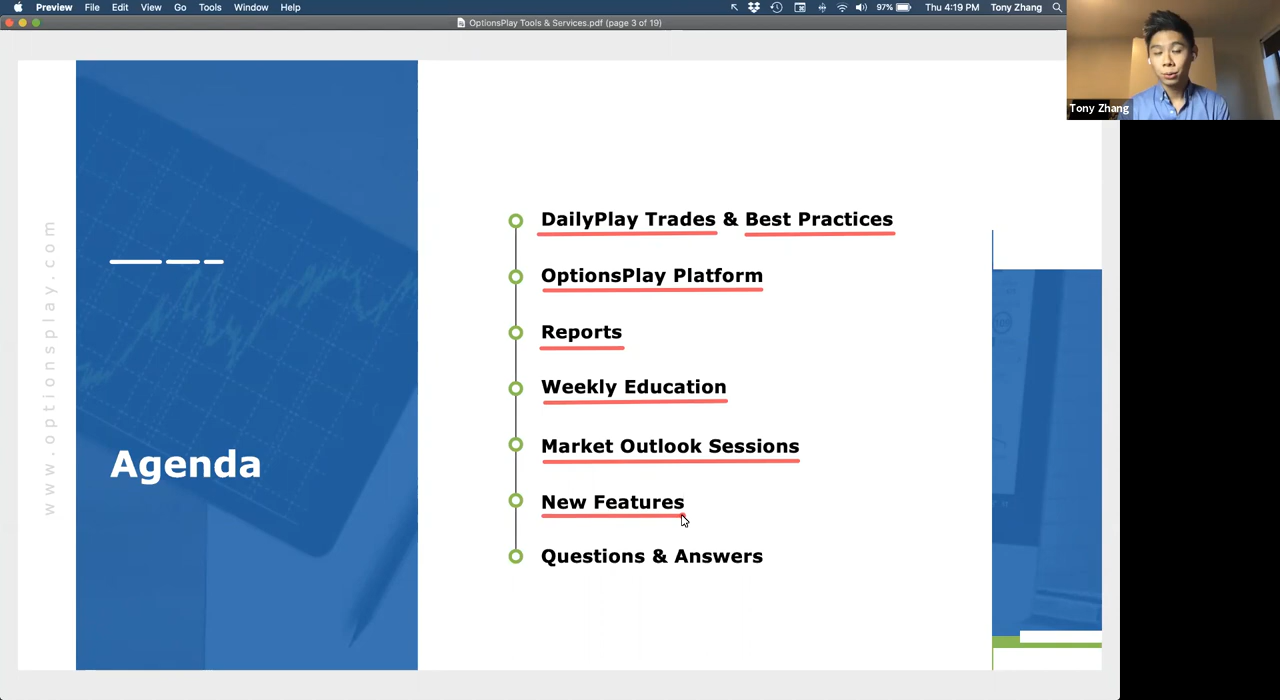 Preview File Edit View Go Tools Window Help 97% Thu 4:19 PM Tony Zhang
OptionsPlay Tools & Services.pdf (page 3 of 19)
Tony Zhang
www.optionsplay.com
Agenda
DailyPlay Trades & Best Practices
OptionsPlay Platform
Reports
Weekly Education
Market Outlook Sessions
New Features
Questions & Answers